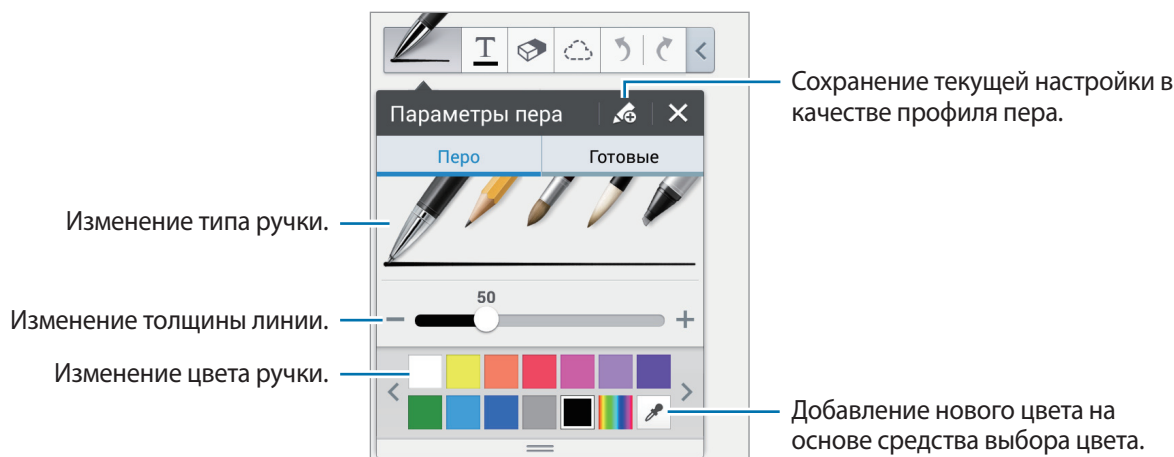 T
Сохранение текущей настройки в
качестве профиля пера.
Параметры пера
Перо
Готовые
Изменение типа ручки.
50
Изменение толщины линии.
Изменение цвета ручки.
Добавление нового цвета на
основе средства выбора цвета.